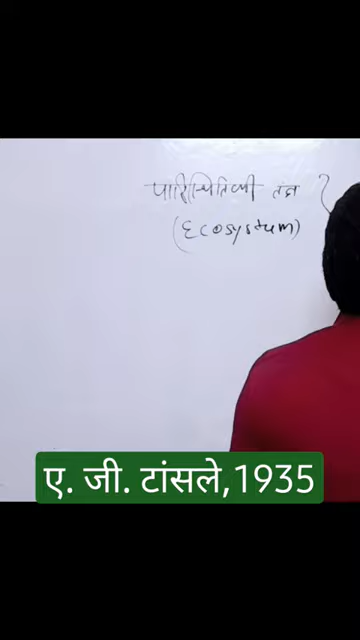 पारिस्थितिकी तंत्र
(Ecosystem)
ए. जी. टांसले,1935